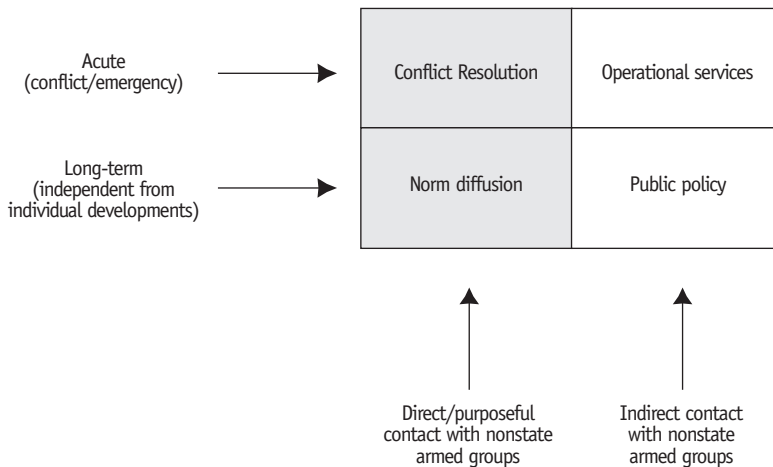 Acute
(conflict/emergency)
Conflict Resolution
Operational services
Long-term
(independent from
individual developments)
Norm diffusion
Public policy
Direct/purposeful
contact with nonstate
armed groups
Indirect contact
with nonstate
armed groups